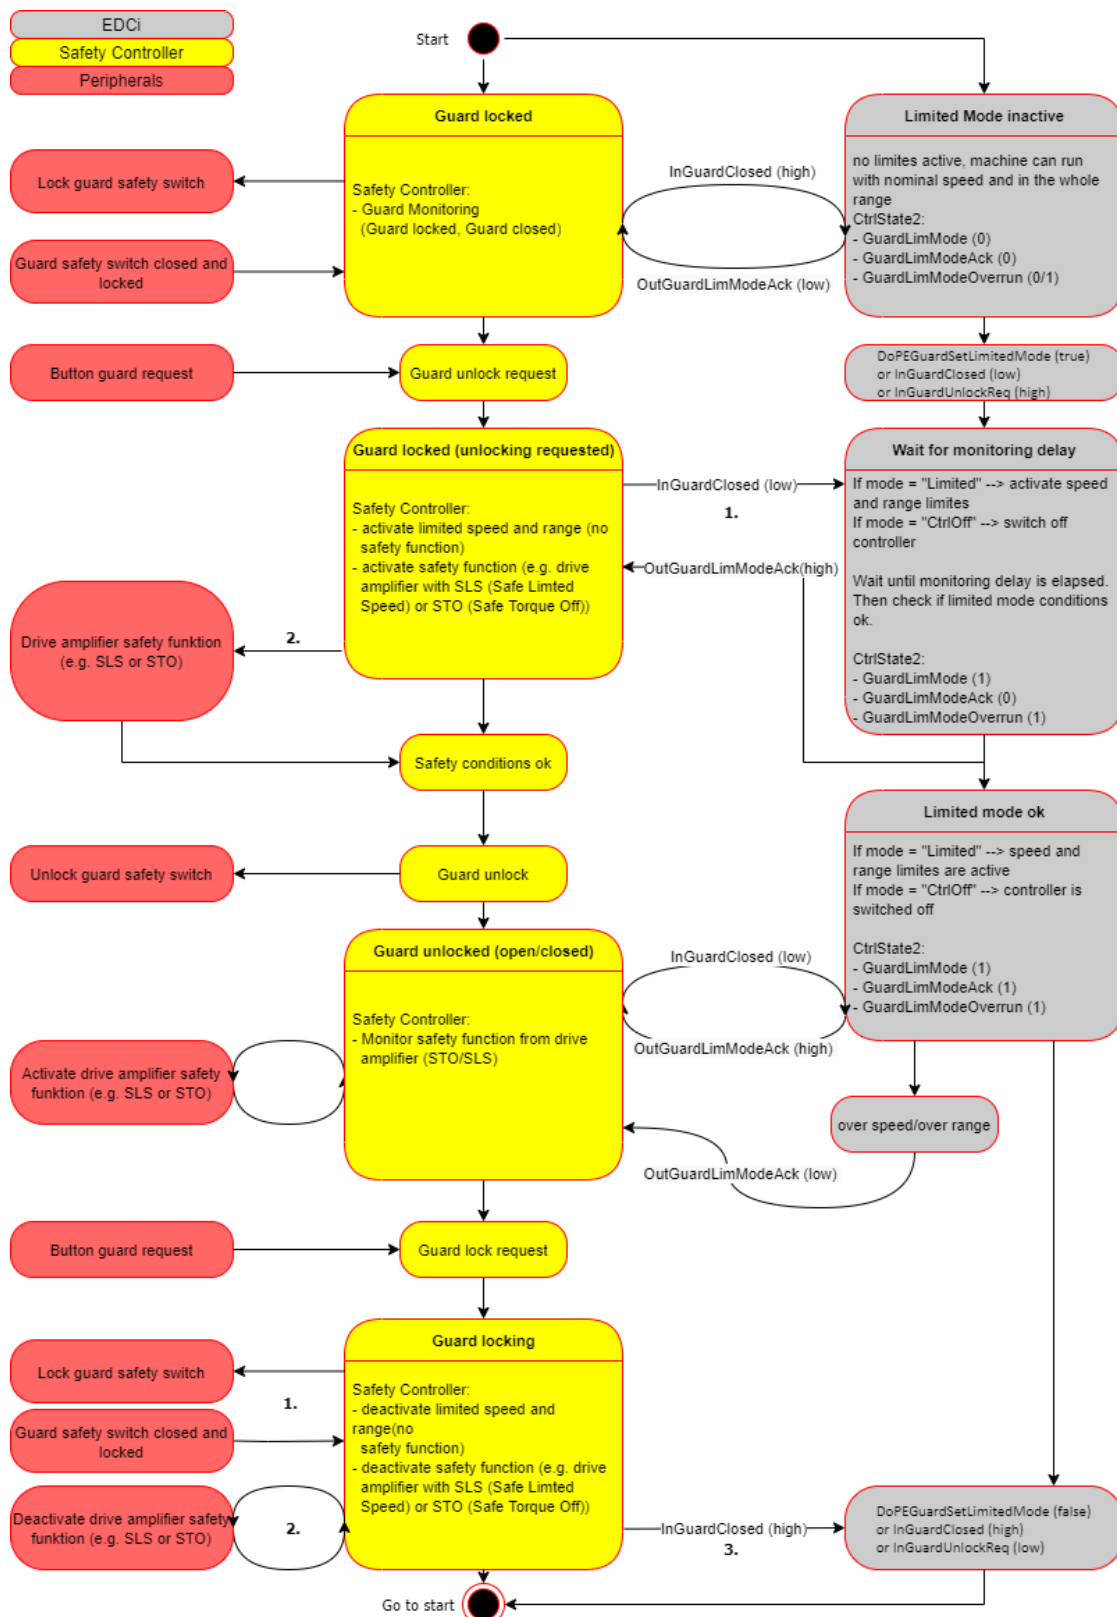 EDCi
Safety Controller
Peripherals
Start
Guard locked
Safety Controller:
- Guard Monitoring
(Guard locked, Guard closed)
Lock guard safety switch
Guard safety switch closed and
locked
InGuardClosed (high)
OutGuardLimModeAck (low)
Limited Mode inactive
no limites active, machine can run
with nominal speed and in the whole
range
CtrlState2:
- GuardLimMode (0)
- GuardLimModeAck (0)
- GuardLimModeOverrun (0/1)
Button guard request
Guard unlock request
DoPEGuardSetLimitedMode (true)
or InGuardClosed (low)
or InGuardUnlockReq (high)
Guard locked (unlocking requested)
Safety Controller:
- activate limited speed and range (no
safety function)
- activate safety function (e.g. drive
amplifier with SLS (Safe Limted
Speed) or STO (Safe Torque Off))
InGuardClosed (low)
1.
OutGuardLimModeAck(high)
Wait for monitoring delay
If mode = "Limited" --> activate speed
and range limites
If mode = "CtrlOff" --> switch off
controller
Wait until monitoring delay is elapsed.
Then check if limited mode conditions
ok.
CtrlState2:
- GuardLimMode (1)
- GuardLimModeAck (0)
- GuardLimModeOverrun (1)
Drive amplifier safety funktion
(e.g. SLS or STO)
2.
Safety conditions ok
Unlock guard safety switch
Guard unlock
Limited mode ok
If mode = "Limited" --> speed and
range limites are active
If mode = "CtrlOff" --> controller is
switched off
CtrlState2:
- GuardLimMode (1)
- GuardLimModeAck (1)
- GuardLimModeOverrun (1)
Guard unlocked (open/closed)
Safety Controller:
- Monitor safety function from drive
amplifier (STO/SLS)
InGuardClosed (low)
OutGuardLimModeAck (high)
Activate drive amplifier safety
funktion (e.g. SLS or STO)
over speed/over range
OutGuardLimModeAck (low)
Button guard request
Guard lock request
Guard locking
Safety Controller:
- deactivate limited speed and
range(no
safety function)
- deactivate safety function (e.g. drive
amplifier with SLS (Safe Limted
Speed) or STO (Safe Torque Off))
Lock guard safety switch
1.
Guard safety switch closed and
locked
Deactivate drive amplifier safety
funktion (e.g. SLS or STO)
2.
InGuardClosed (high)
3.
DoPEGuardSetLimitedMode (false)
or InGuardClosed (high)
or InGuardUnlockReq (low)
Go to start